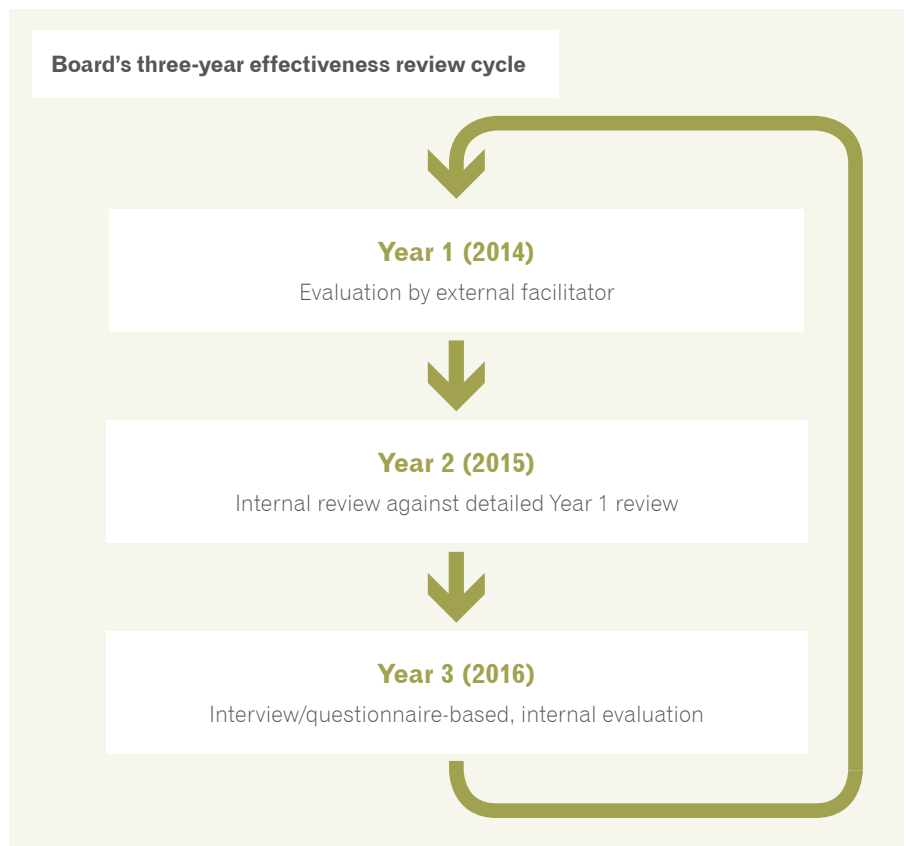 Board’s three-year effectiveness review cycle
Year 1 (2014)
Evaluation by external facilitator
Year 2 (2015)
Internal review against detailed Year 1 review
Year 3 (2016)
Interview/questionnaire-based, internal evaluation